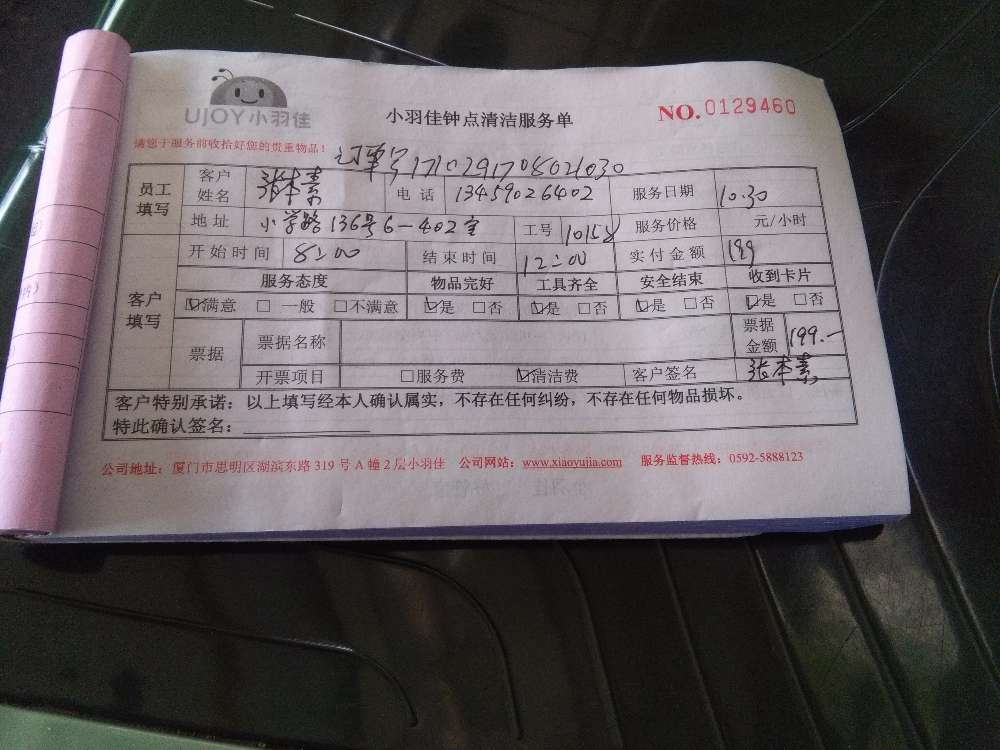 UJOY小羽佳
小羽佳钟点清洁服务单
NO.0129460
请您于服务前收拾好您的贵重物品！
订单号1710291708021030
员工填写 客户姓名 张本素 电话 13459026402 服务日期 10.30
地址 小学路136号6-402室 工号 10158 服务价格 元/小时
客户填写 开始时间 8:00 结束时间 12:00 实付金额 199
服务态度 物品完好 工具齐全 安全结束 收到卡片
☑满意 □一般 □不满意 ☑是 □否 ☑是 □否 ☑是 □否 ☑是 □否
票据 票据名称 票据金额 199.-
开票项目 □服务费 ☑清洁费 客户签名 张本素
客户特别承诺：以上填写经本人确认属实，不存在任何纠纷，不存在任何物品损坏。
特此确认签名：
公司地址：厦门市思明区湖滨东路319号A幢2层小羽佳 公司网站：www.xiaoyujia.com 服务监督热线：0592-5888123